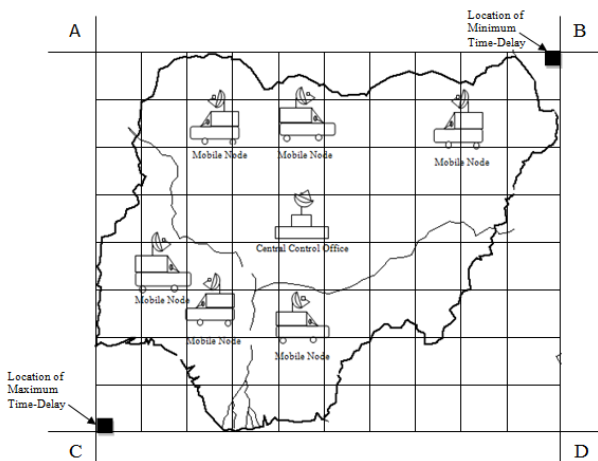 Location of
Minimum
Time-Delay
A
B
Mobile Node
Mobile Node
Mobile Node
Central Control Office
Mobile Node
Mobile Node
Mobile Node
Location of
Maximum
Time-Delay
C
D